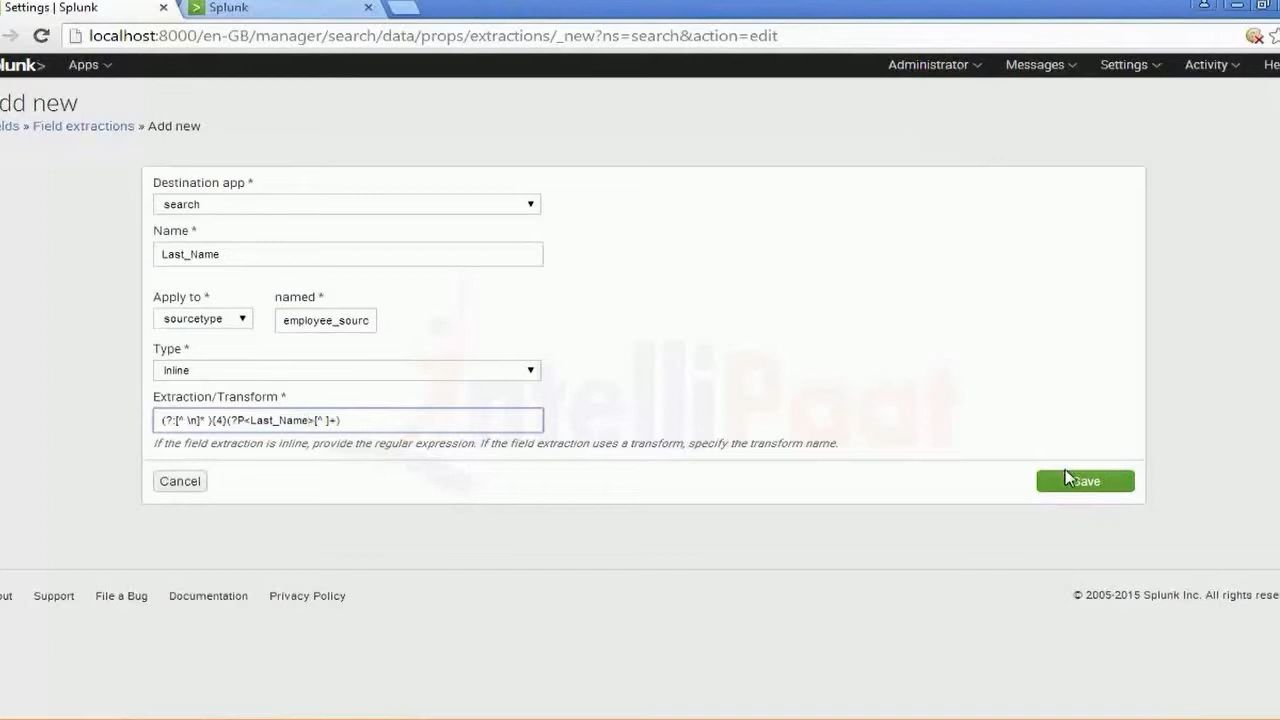 Settings | Splunk
Splunk
localhost:8000/en-GB/manager/search/data/props/extractions/_new?ns=search&action=edit
plunk> Apps Administrator Messages Settings Activity He
dd new
elds » Field extractions » Add new
Destination app *
search
Name *
Last_Name
Apply to * named *
sourcetype employee_sourc
Type *
Inline
Extraction/Transform *
(?:[^ \n]* ){4}(?P<Last_Name>[^ ]+)
If the field extraction is inline, provide the regular expression. If the field extraction uses a transform, specify the transform name.
Cancel Save
IntelliPaat
out Support File a Bug Documentation Privacy Policy © 2005-2015 Splunk Inc. All rights rese